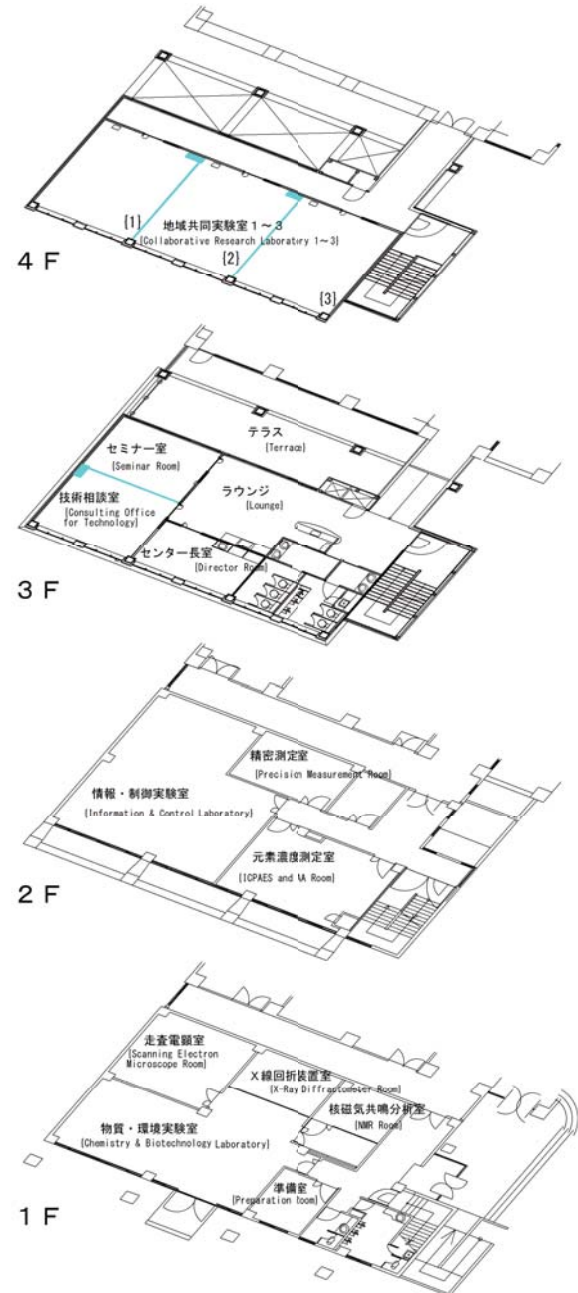 {1}
地域共同実験室1～3
[Collaborative Research Laboratory 1~3]
{2}
{3}
4 F
テラス
[Terrace]
セミナー室
[Seminar Room]
ラウンジ
[Lounge]
技術相談室
[Consulting Office
for Technology]
センター長室
[Director Room]
3 F
精密測定室
[Precision Measurement Room]
情報・制御実験室
[Information & Control Laboratory]
元素濃度測定室
[ICPAES and UA Room]
2 F
走査電顕室
[Scanning Electron
Microscope Room]
X線回折装置室
[X-Ray Diffractometer Room]
核磁気共鳴分析室
[NMR Room]
物質・環境実験室
[Chemistry & Biotechnology Laboratory]
準備室
[Preparation Room]
1 F